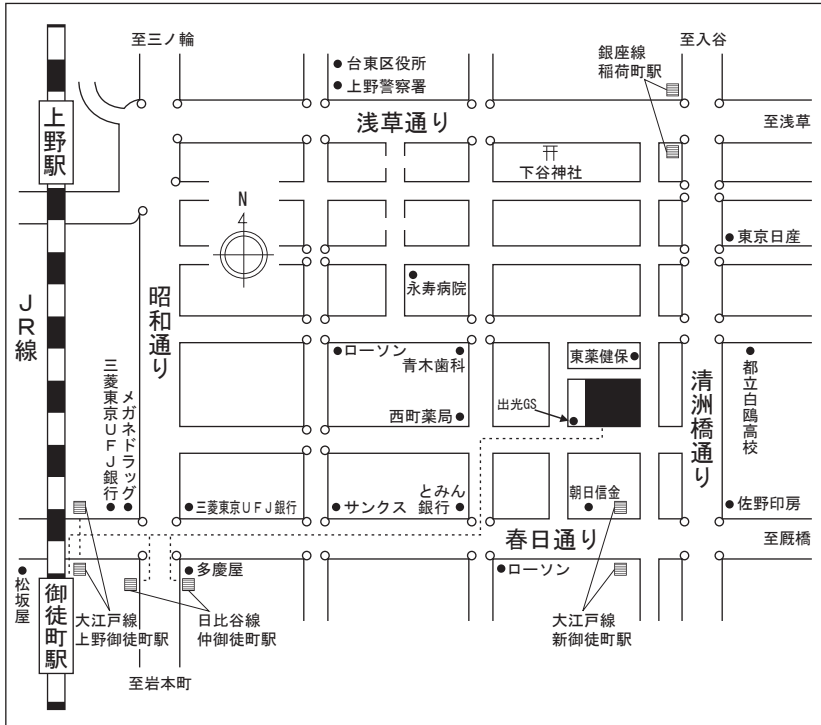 至三ノ輪
台東区役所
上野警察署
銀座線
稲荷町駅
至入谷
上野駅
浅草通り
至浅草
下谷神社
N
東京日産
永寿病院
JR線
昭和通り
ローソン
青木歯科
東薬健保
三菱東京UFJ銀行
メガネドラッグ
西町薬局
出光GS
清洲橋通り
都立白鴎高校
三菱東京UFJ銀行
サンクス
とみん
銀行
朝日信金
佐野印房
春日通り
至厩橋
松坂屋
御徒町駅
多慶屋
ローソン
大江戸線
上野御徒町駅
日比谷線
仲御徒町駅
大江戸線
新御徒町駅
至岩本町